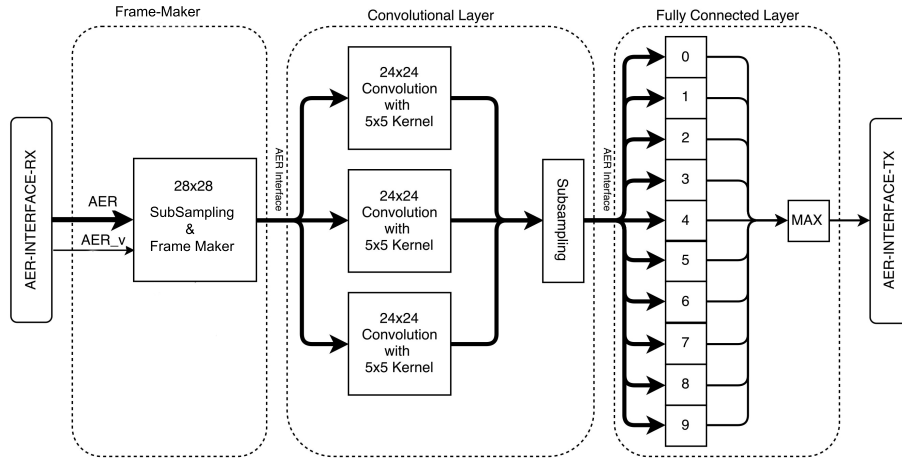 Frame-Maker
Convolutional Layer
Fully Connected Layer
AER-INTERFACE-RX
AER
AER_v
28x28
SubSampling
&
Frame Maker
AER Interface
24x24
Convolution
with
5x5 Kernel
24x24
Convolution
with
5x5 Kernel
24x24
Convolution
with
5x5 Kernel
Subsampling
AER Interface
0
1
2
3
4
5
6
7
8
9
MAX
AER-INTERFACE-TX